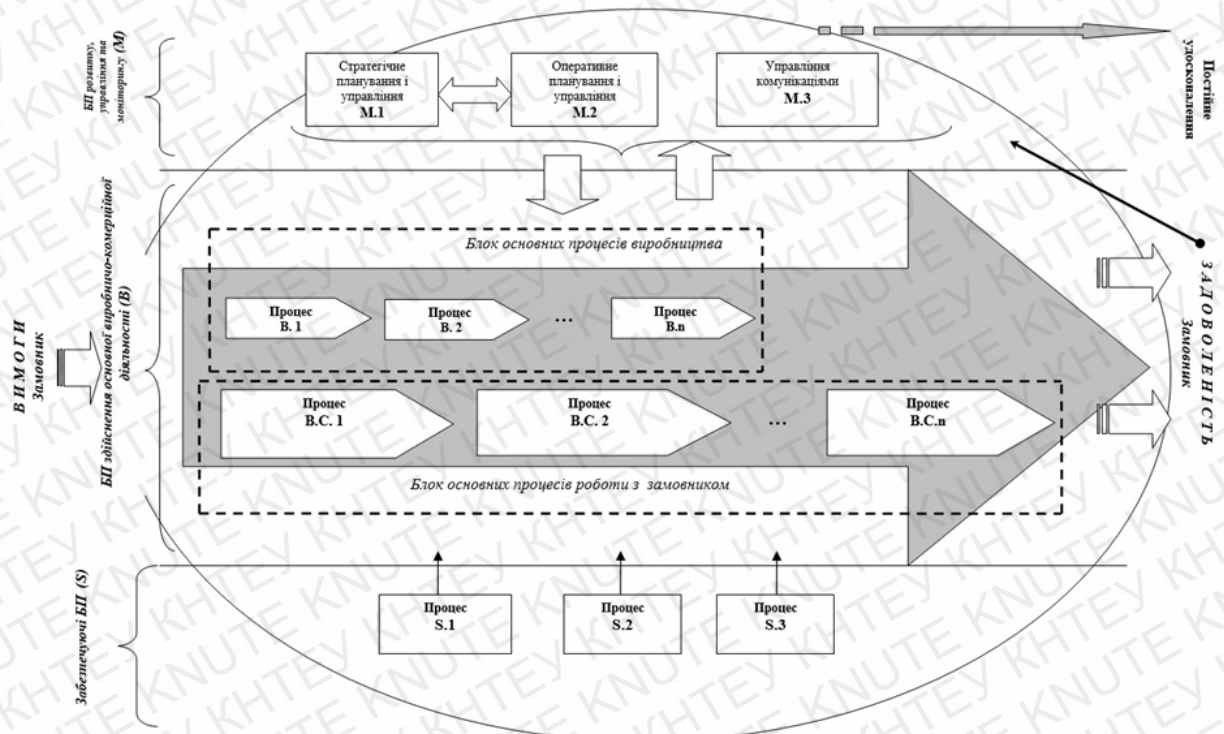 БП розвитку,
управління та
моніторингу (M)
Стратегічне
планування і
управління
M.1
Оперативне
планування і
управління
M.2
Управління
комунікаціями
M.3
Постійне
удосконалення
ВИМОГИ
Замовник
БП здійснення основної виробничо-комерційної
діяльності (B)
Блок основних процесів виробництва
Процес
B. 1
Процес
B. 2
...
Процес
B.n
Процес
B.C. 1
Процес
B.C. 2
...
Процес
B.C.n
Блок основних процесів роботи з замовником
ЗАДОВОЛЕНІСТЬ
Замовник
Забезпечуючі БП (S)
Процес
S.1
Процес
S.2
Процес
S.3
КНТЕУ KNUTE